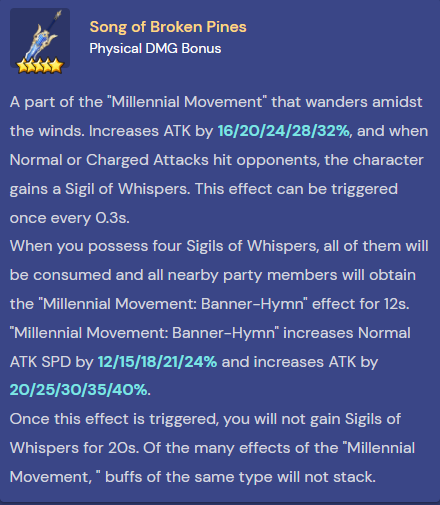 Song of Broken Pines
Physical DMG Bonus
A part of the "Millennial Movement" that wanders amidst
the winds. Increases ATK by 16/20/24/28/32%, and when
Normal or Charged Attacks hit opponents, the character
gains a Sigil of Whispers. This effect can be triggered
once every 0.3s.
When you possess four Sigils of Whispers, all of them will
be consumed and all nearby party members will obtain
the "Millennial Movement: Banner-Hymn" effect for 12s.
"Millennial Movement: Banner-Hymn" increases Normal
ATK SPD by 12/15/18/21/24% and increases ATK by
20/25/30/35/40%.
Once this effect is triggered, you will not gain Sigils of
Whispers for 20s. Of the many effects of the "Millennial
Movement, " buffs of the same type will not stack.